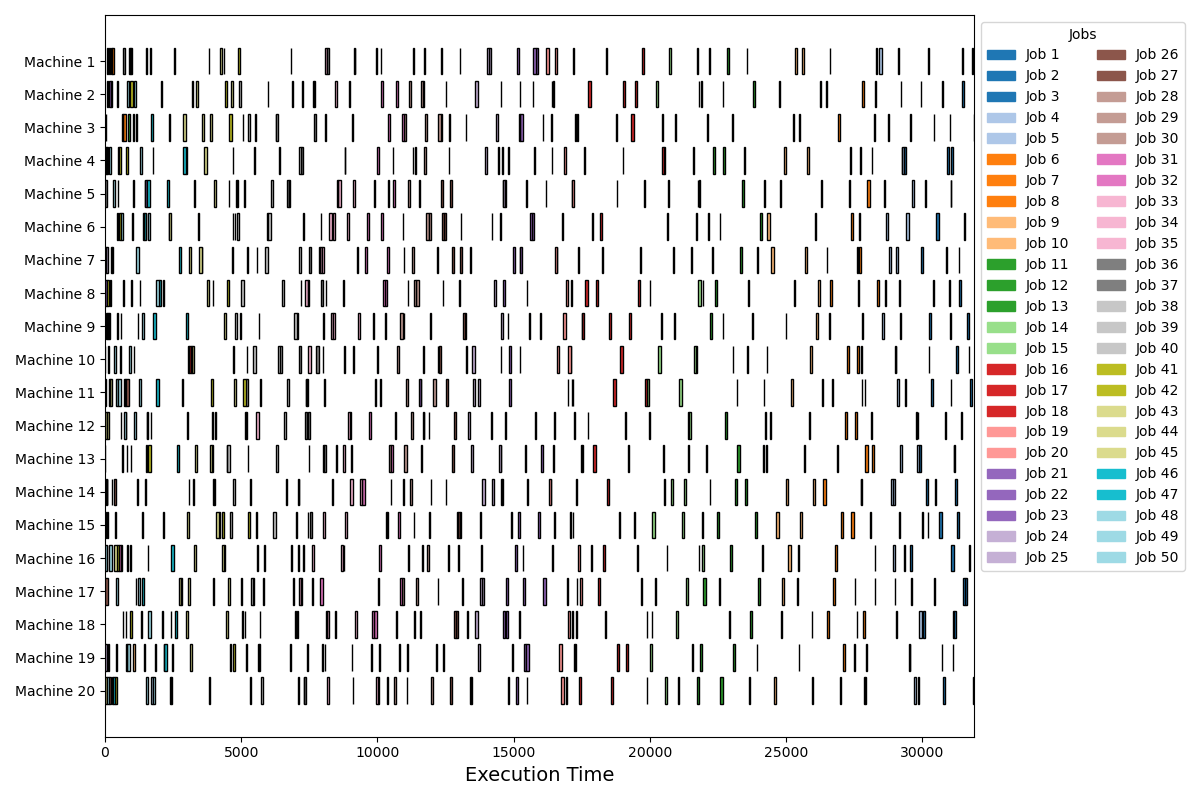 Machine 1
Machine 2
Machine 3
Machine 4
Machine 5
Machine 6
Machine 7
Machine 8
Machine 9
Machine 10
Machine 11
Machine 12
Machine 13
Machine 14
Machine 15
Machine 16
Machine 17
Machine 18
Machine 19
Machine 20
0 5000 10000 15000 20000 25000 30000
Execution Time
Jobs
Job 1
Job 2
Job 3
Job 4
Job 5
Job 6
Job 7
Job 8
Job 9
Job 10
Job 11
Job 12
Job 13
Job 14
Job 15
Job 16
Job 17
Job 18
Job 19
Job 20
Job 21
Job 22
Job 23
Job 24
Job 25
Job 26
Job 27
Job 28
Job 29
Job 30
Job 31
Job 32
Job 33
Job 34
Job 35
Job 36
Job 37
Job 38
Job 39
Job 40
Job 41
Job 42
Job 43
Job 44
Job 45
Job 46
Job 47
Job 48
Job 49
Job 50